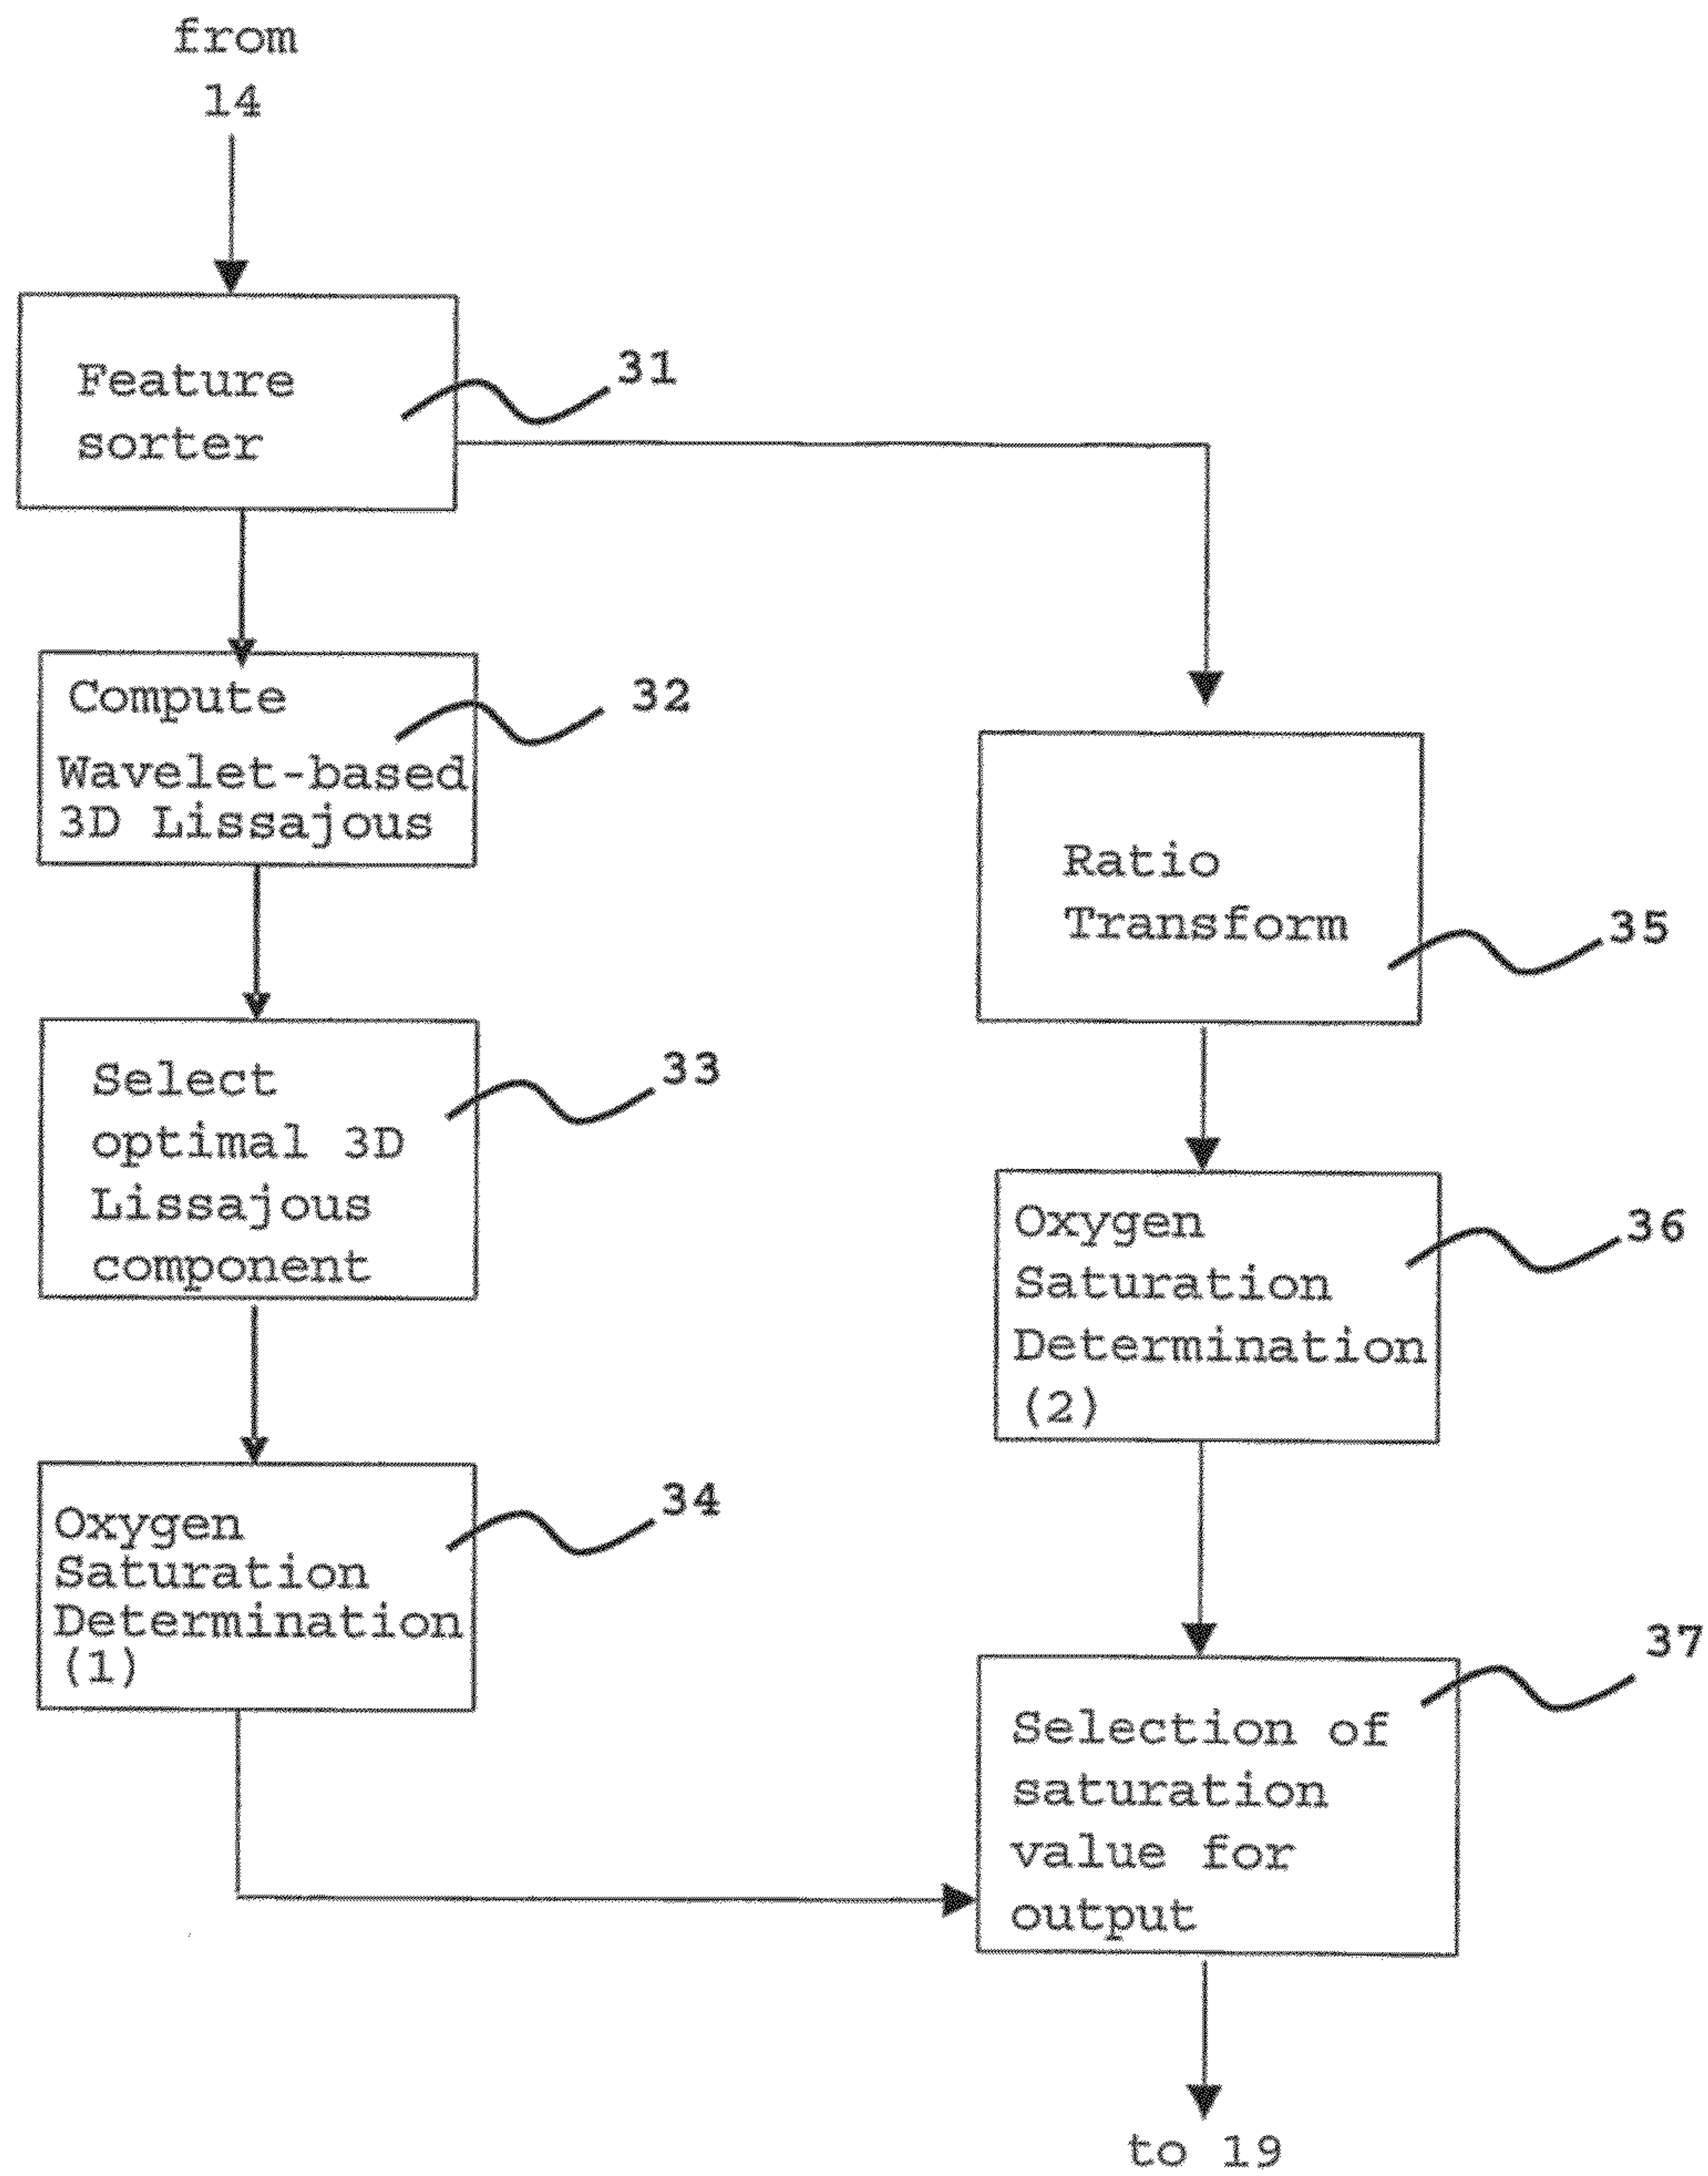 from
14
Feature
sorter
31
Compute
Wavelet-based
3D Lissajous
32
Select
optimal 3D
Lissajous
component
33
Oxygen
Saturation
Determination
(1)
34
Ratio
Transform
35
Oxygen
Saturation
Determination
(2)
36
Selection of
saturation
value for
output
37
to 19